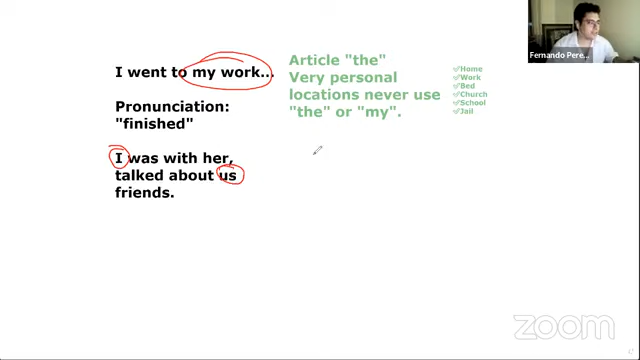 I went to my work...
Pronunciation:
"finished"
I was with her,
talked about us
friends.
Article "the"
Very personal
locations never use
"the" or "my".
✓Home
✓Work
✓Bed
✓Church
✓School
✓Jail
Fernando Pere...
zoom